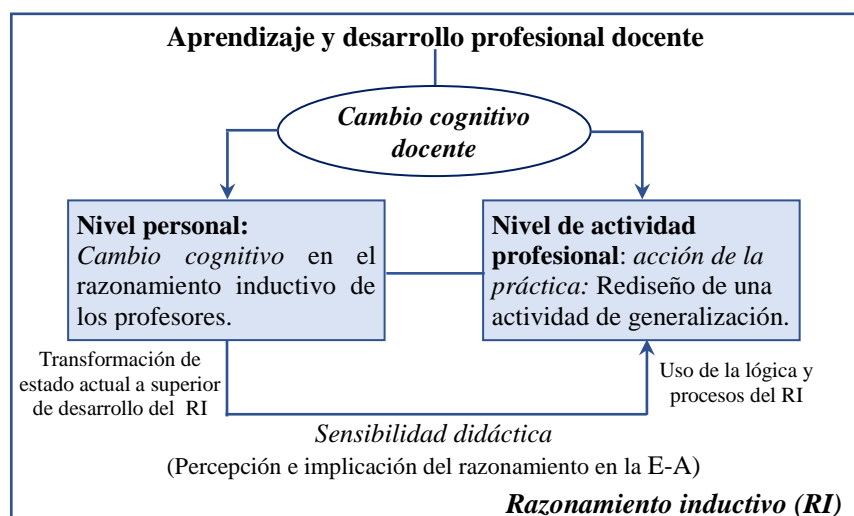 Aprendizaje y desarrollo profesional docente
Cambio cognitivo
docente
Nivel personal:
Cambio cognitivo en el
razonamiento inductivo de
los profesores.
Nivel de actividad
profesional: acción de la
práctica: Rediseño de una
actividad de generalización.
Transformación de
estado actual a superior
de desarrollo del RI
Uso de la lógica y
procesos del RI
Sensibilidad didáctica
(Percepción e implicación del razonamiento en la E-A)
Razonamiento inductivo (RI)